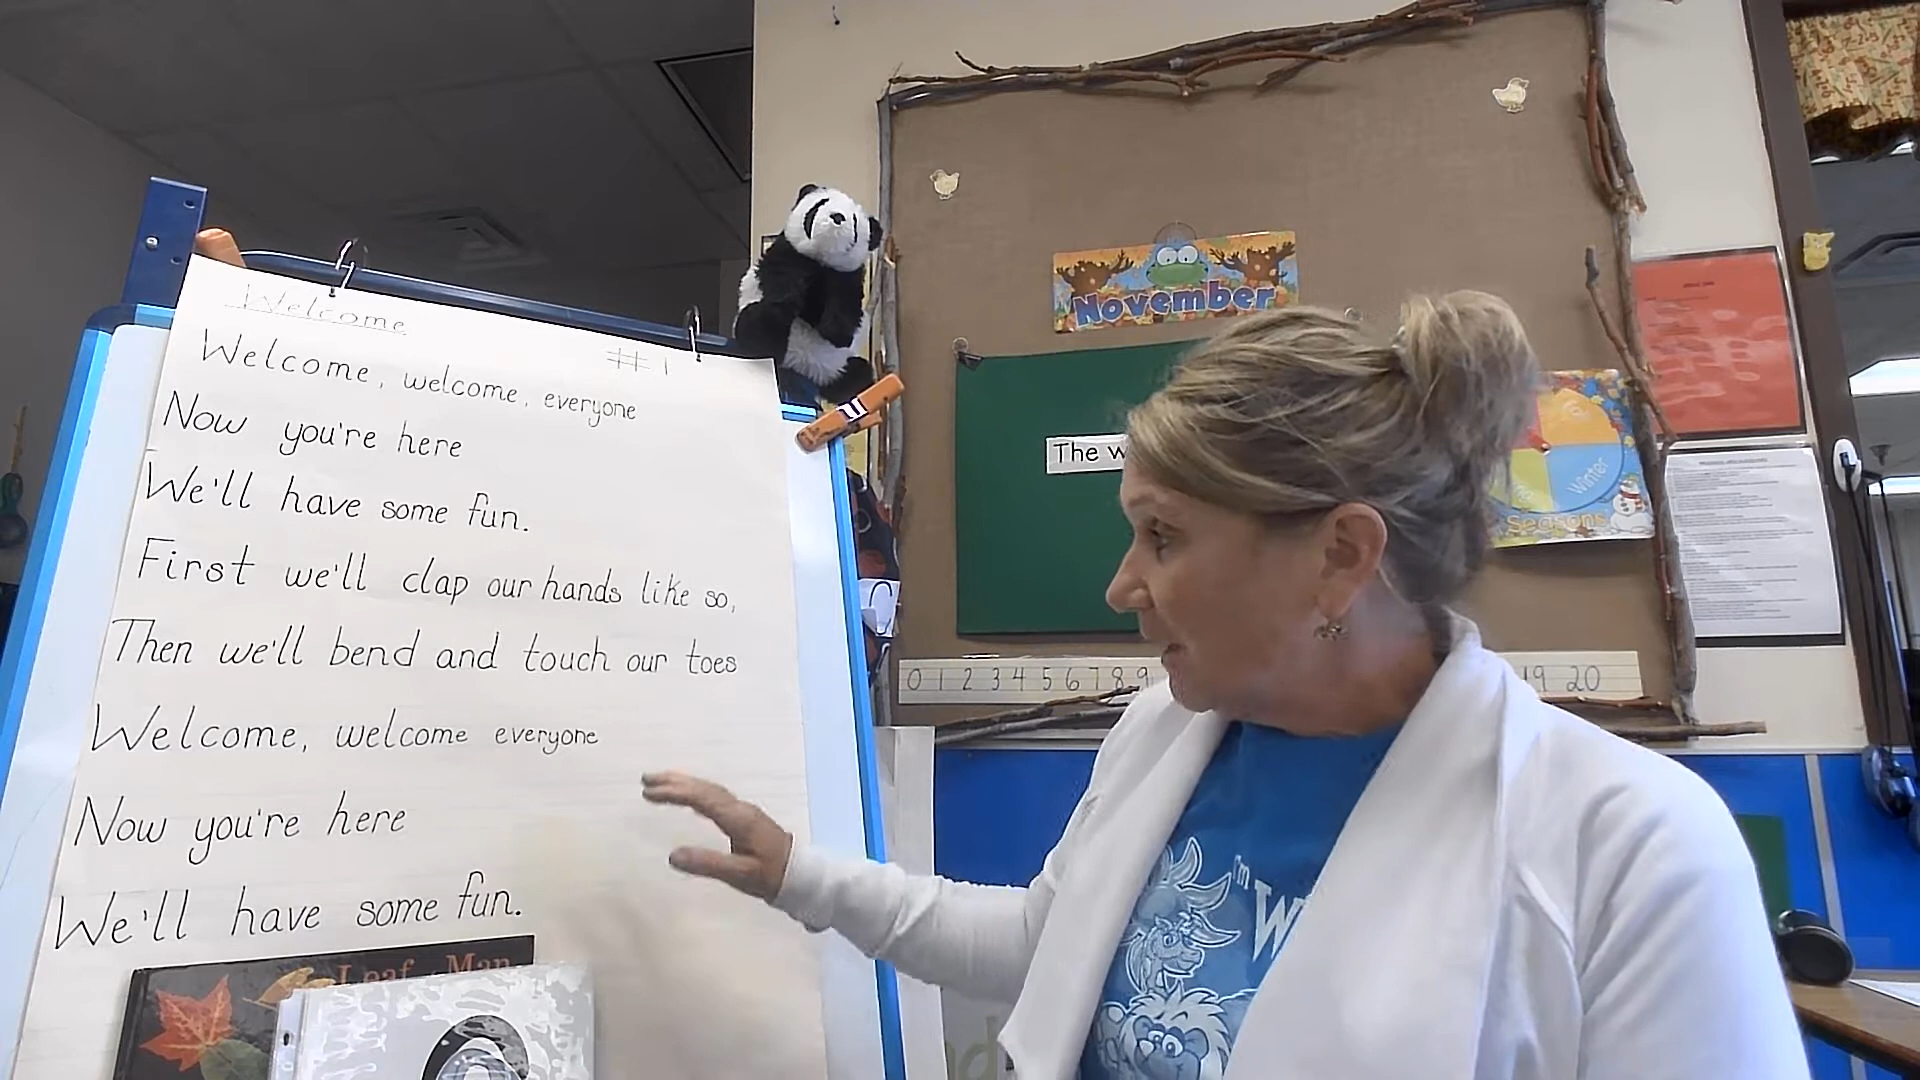 Welcome
#1
Welcome, welcome, everyone
Now you're here
We'll have some fun.
First we'll clap our hands like so,
Then we'll bend and touch our toes
Welcome, welcome everyone
Now you're here
We'll have some fun.
Leaf Man
November
The w
Winter
Seasons
0 1 2 3 4 5 6 7 8 9
19 20
I'm